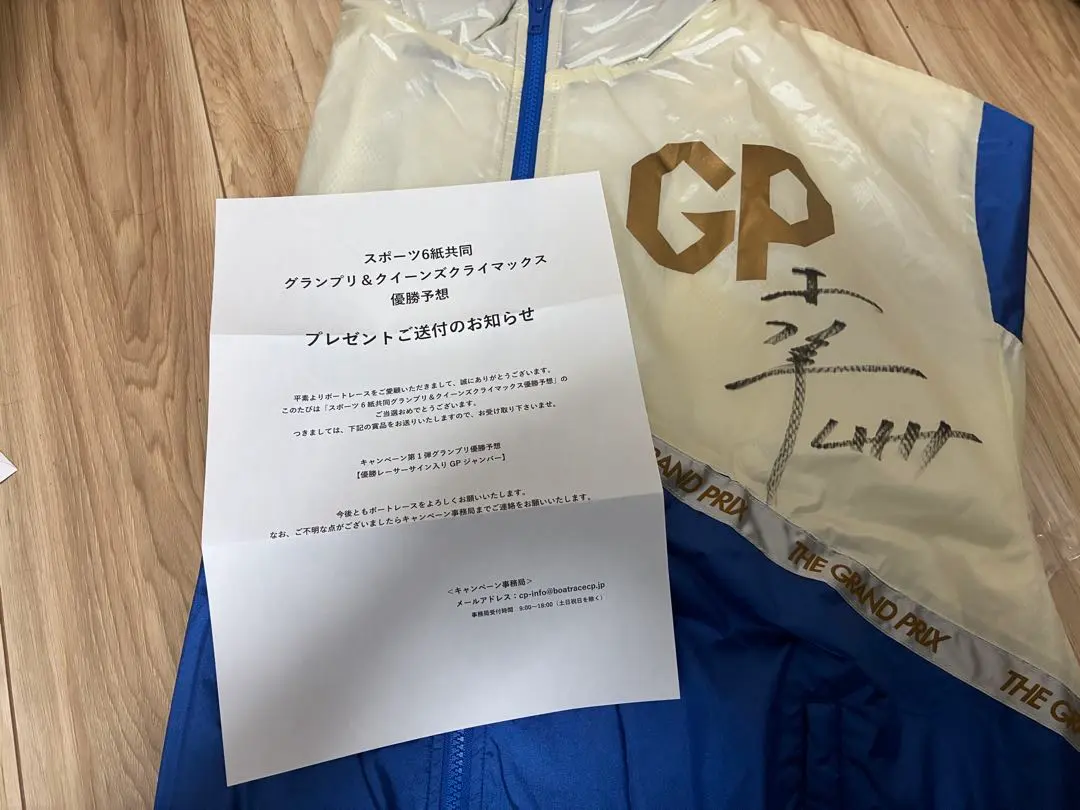 スポーツ6紙共同
グランプリ＆クイーンズクライマックス
優勝予想
プレゼントご送付のお知らせ
平素よりボートレースをご愛顧いただきまして、誠にありがとうございます。
このたびは「スポーツ6紙共同グランプリ＆クイーンズクライマックス優勝予想」の
ご当選おめでとうございます。
つきましては、下記の賞品をお送りいたしますので、お受け取り下さいませ。
キャンペーン第1弾グランプリ優勝予想
【優勝レーサーサイン入りGPジャンバー】
今後ともボートレースをよろしくお願いいたします。
なお、ご不明な点がございましたらキャンペーン事務局までご連絡をお願いいたします。
＜キャンペーン事務局＞
メールアドレス：cp-info@boatracecp.jp
事務局受付時間　9:00～18:00（土日祝日を除く）
GP
AND PRIX
THE GRAND PRIX
THE GRA